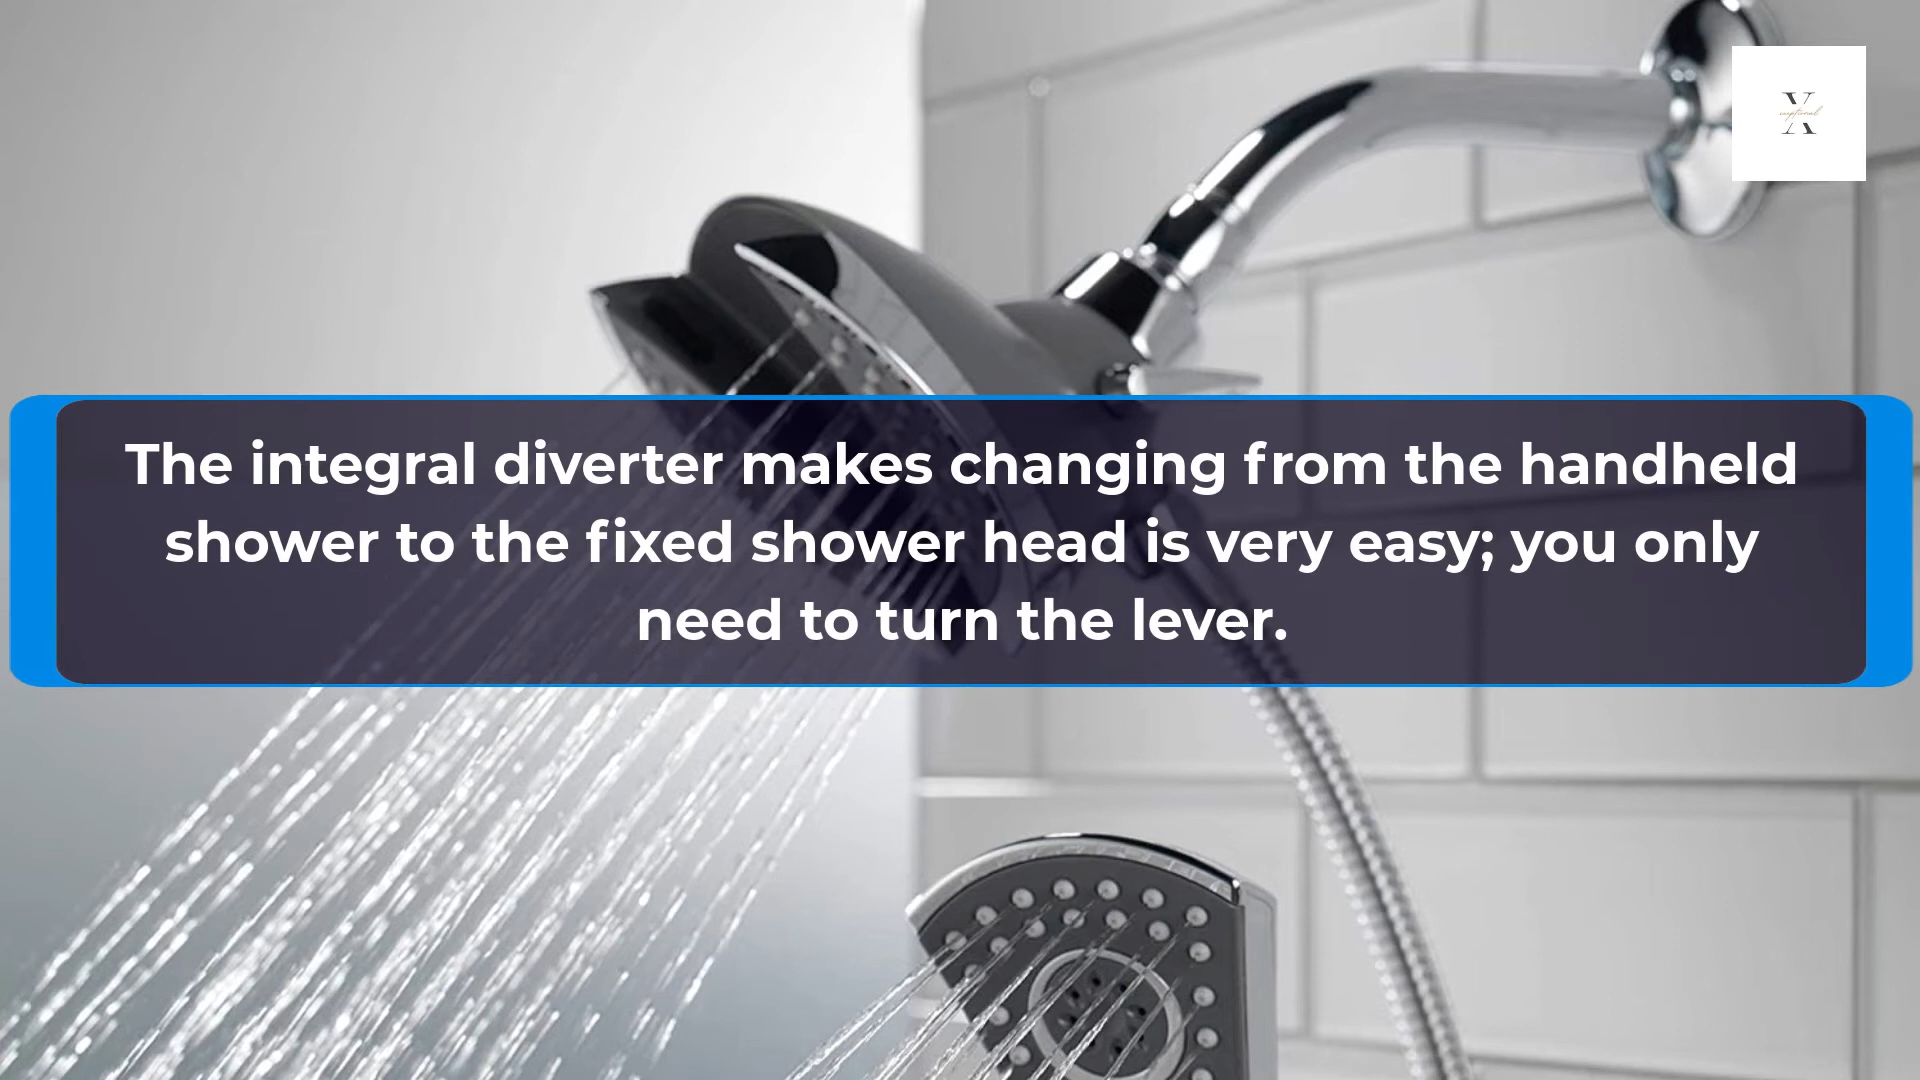 X
exceptional
The integral diverter makes changing from the handheld
shower to the fixed shower head is very easy; you only
need to turn the lever.